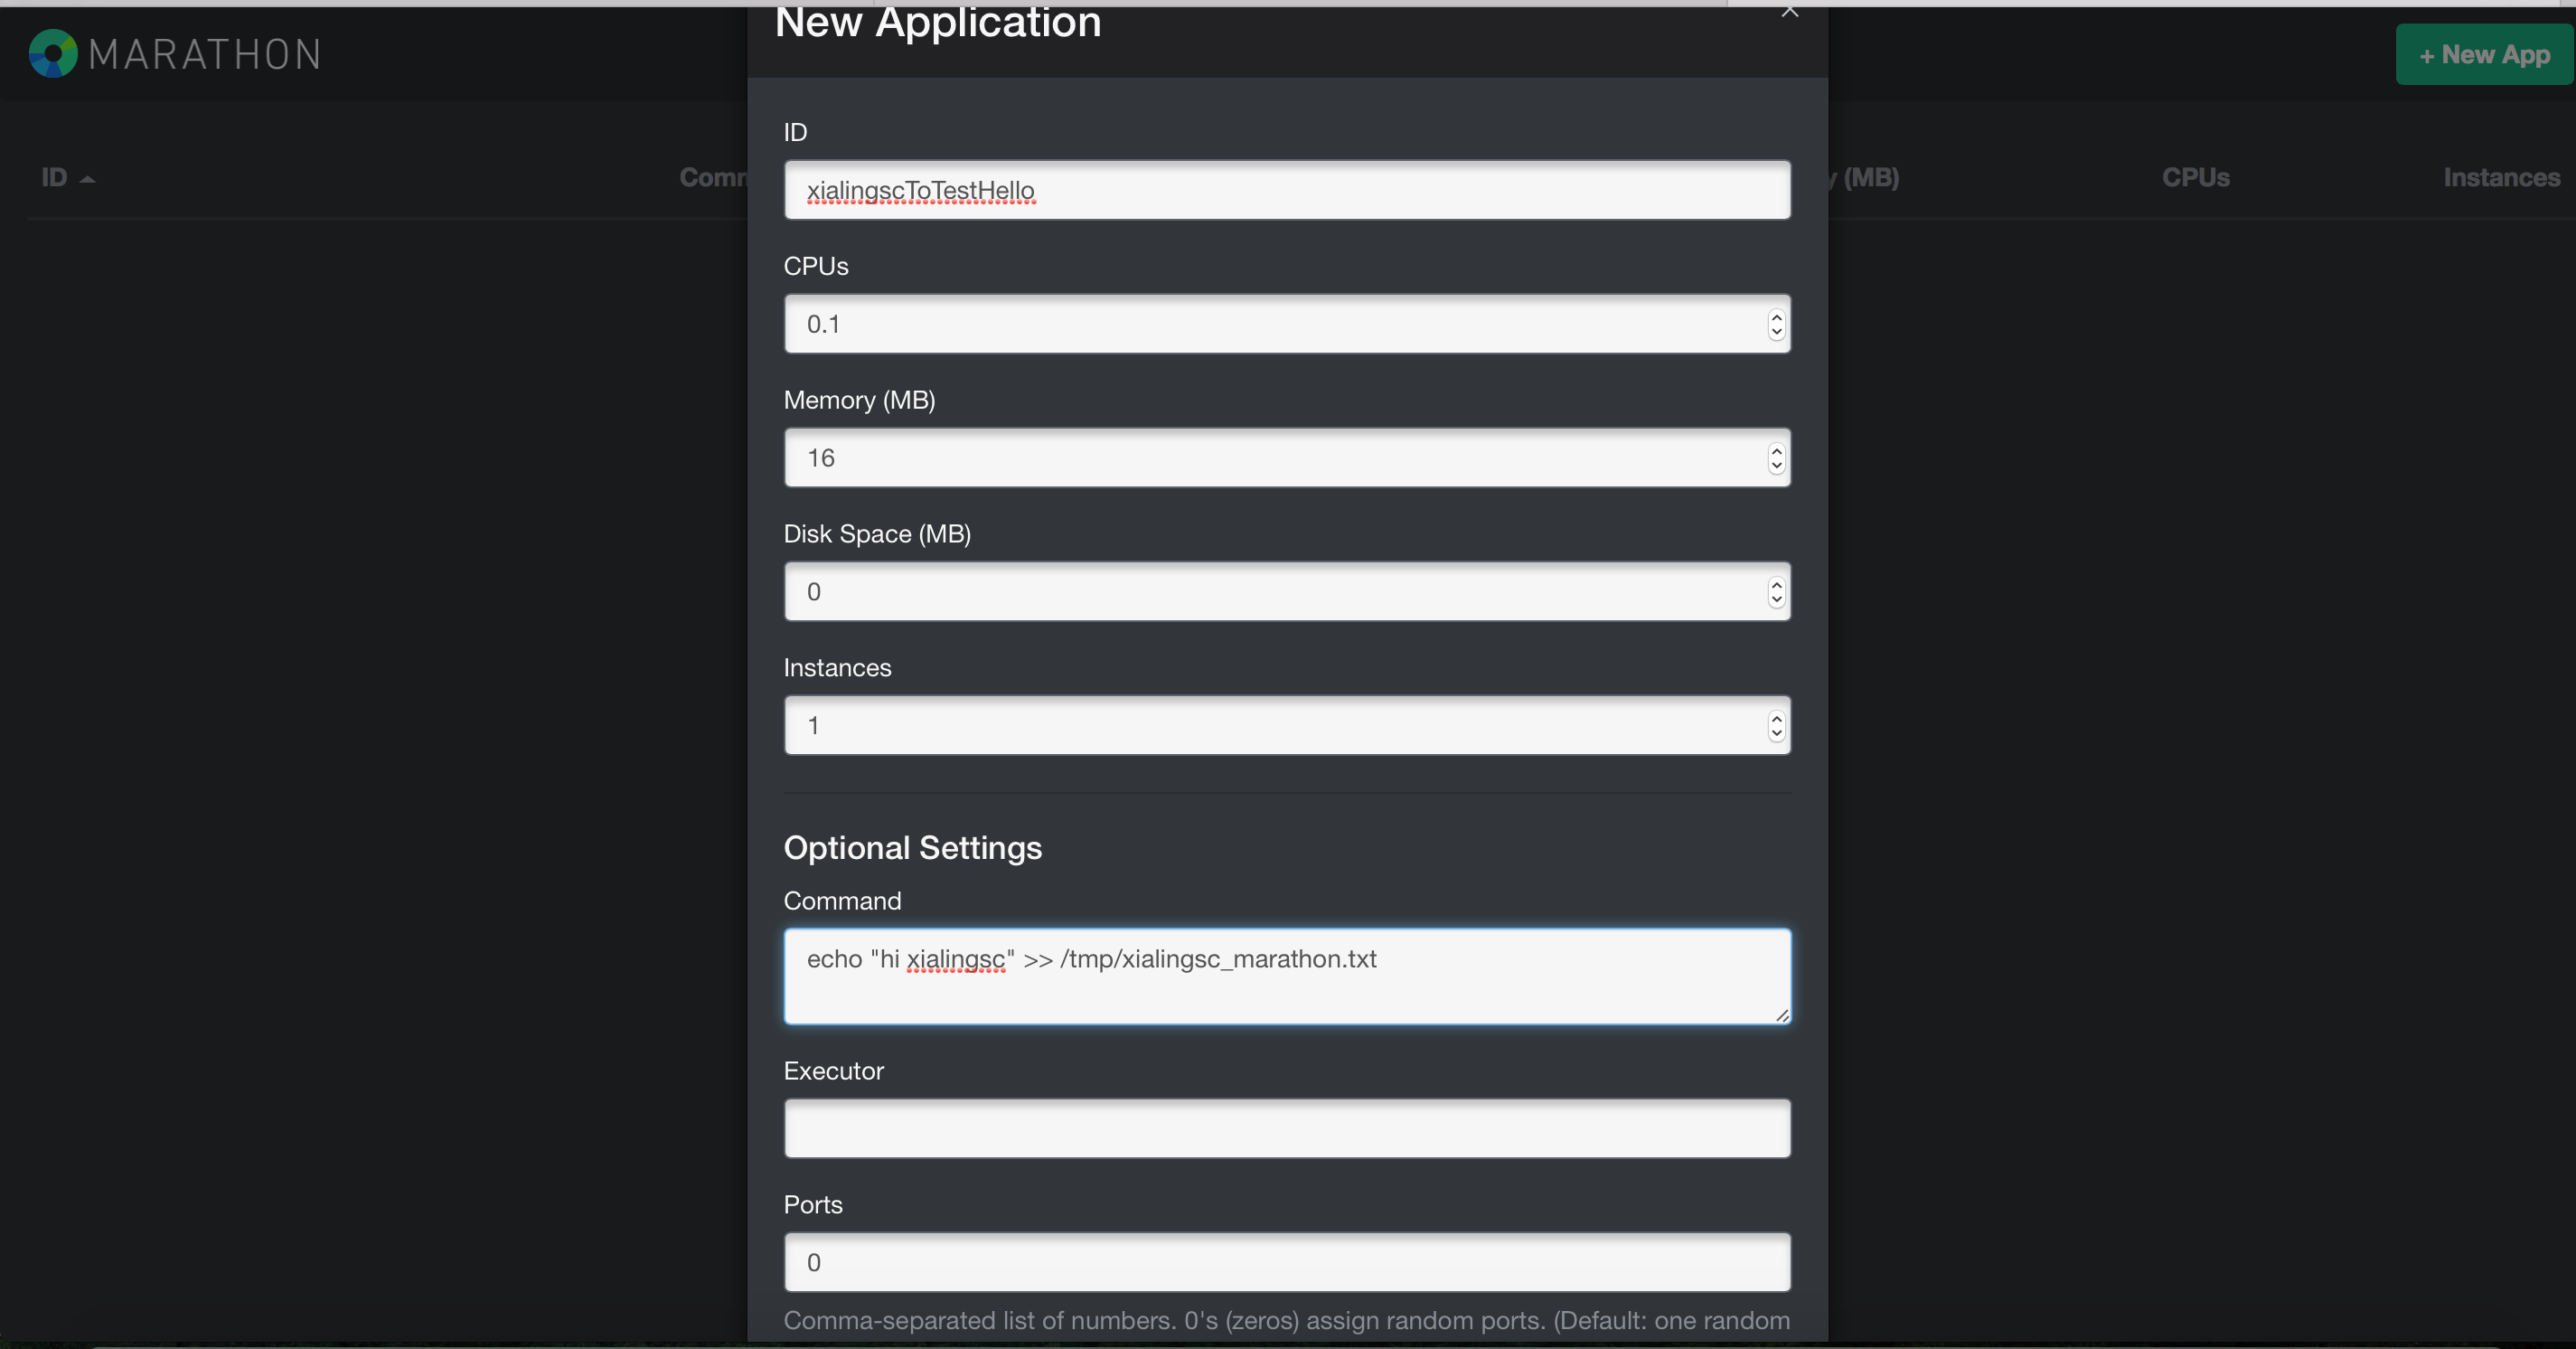 New Application
MARATHON
+ New App
ID
CPUs
Instances
(MB)
ID
xialingscToTestHello
CPUs
0.1
Memory (MB)
16
Disk Space (MB)
0
Instances
1
Optional Settings
Command
echo "hi xialingsc" >> /tmp/xialingsc_marathon.txt
Executor
Ports
0
Comma-separated list of numbers. 0's (zeros) assign random ports. (Default: one random